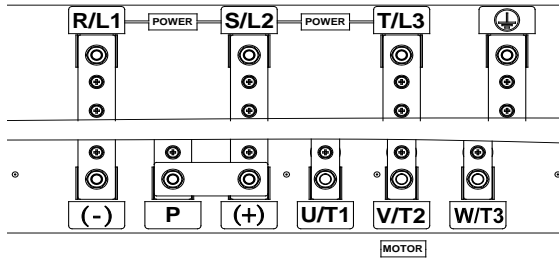 R/L1 POWER S/L2 POWER T/L3
(-) P (+) U/T1 V/T2 W/T3
MOTOR